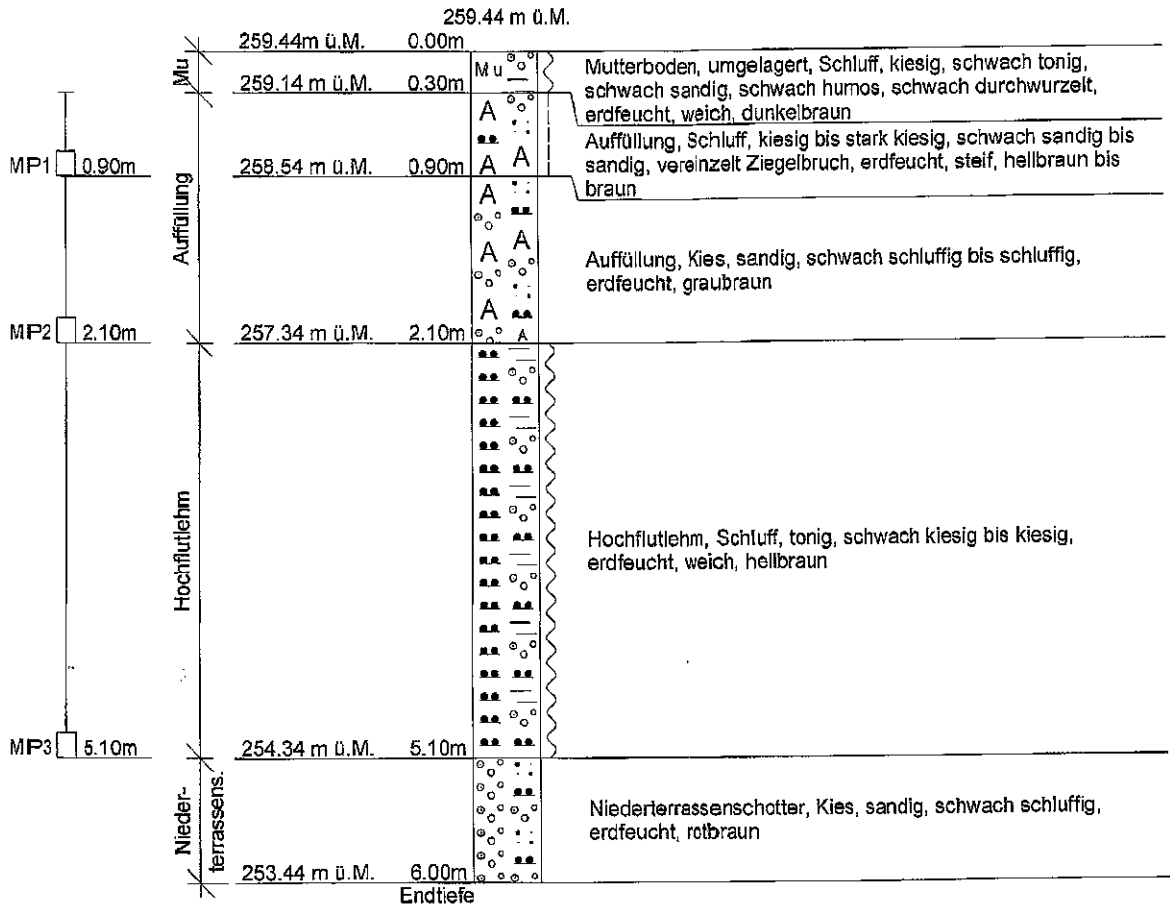 259.44 m ü.M.
259.44m ü.M. 0.00m
Mu
Mu
Mutterboden, umgelagert, Schluff, kiesig, schwach tonig,
schwach sandig, schwach humos, schwach durchwurzelt,
erdfeucht, weich, dunkelbraun
259.14 m ü.M. 0.30m
A
A
Auffüllung, Schluff, kiesig bis stark kiesig, schwach sandig bis
sandig, vereinzelt Ziegelbruch, erdfeucht, steif, hellbraun bis
braun
MP1 0.90m
258.54 m ü.M. 0.90m
A
A
Auffüllung
A
A
A
A
Auffüllung, Kies, sandig, schwach schluffig bis schluffig,
erdfeucht, graubraun
MP2 2.10m
257.34 m ü.M. 2.10m
A
Hochflutlehm
Hochflutlehm, Schluff, tonig, schwach kiesig bis kiesig,
erdfeucht, weich, hellbraun
MP3 5.10m
254.34 m ü.M. 5.10m
Nieder-
terrassens.
Niederterrassenschotter, Kies, sandig, schwach schluffig,
erdfeucht, rotbraun
253.44 m ü.M. 6.00m
Endtiefe